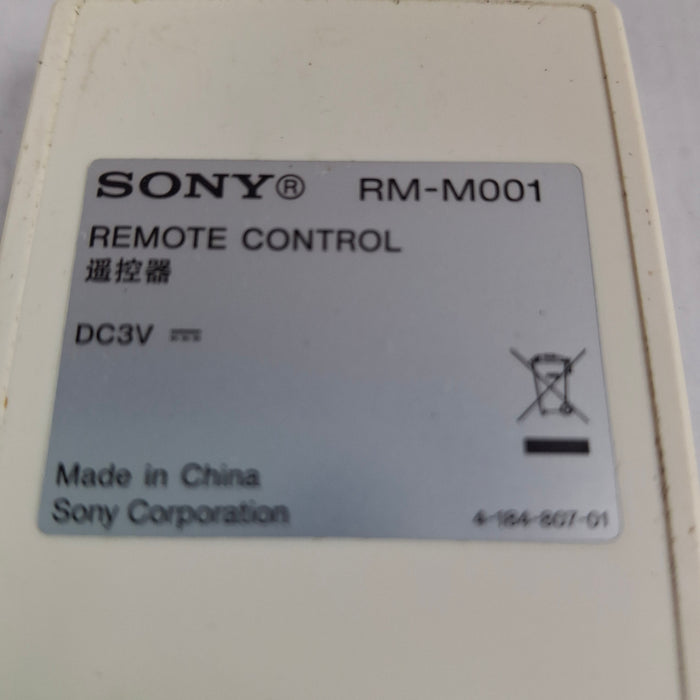 SONY® RM-M001
REMOTE CONTROL
遥控器
DC3V
Made in China
Sony Corporation
4-184-807-01